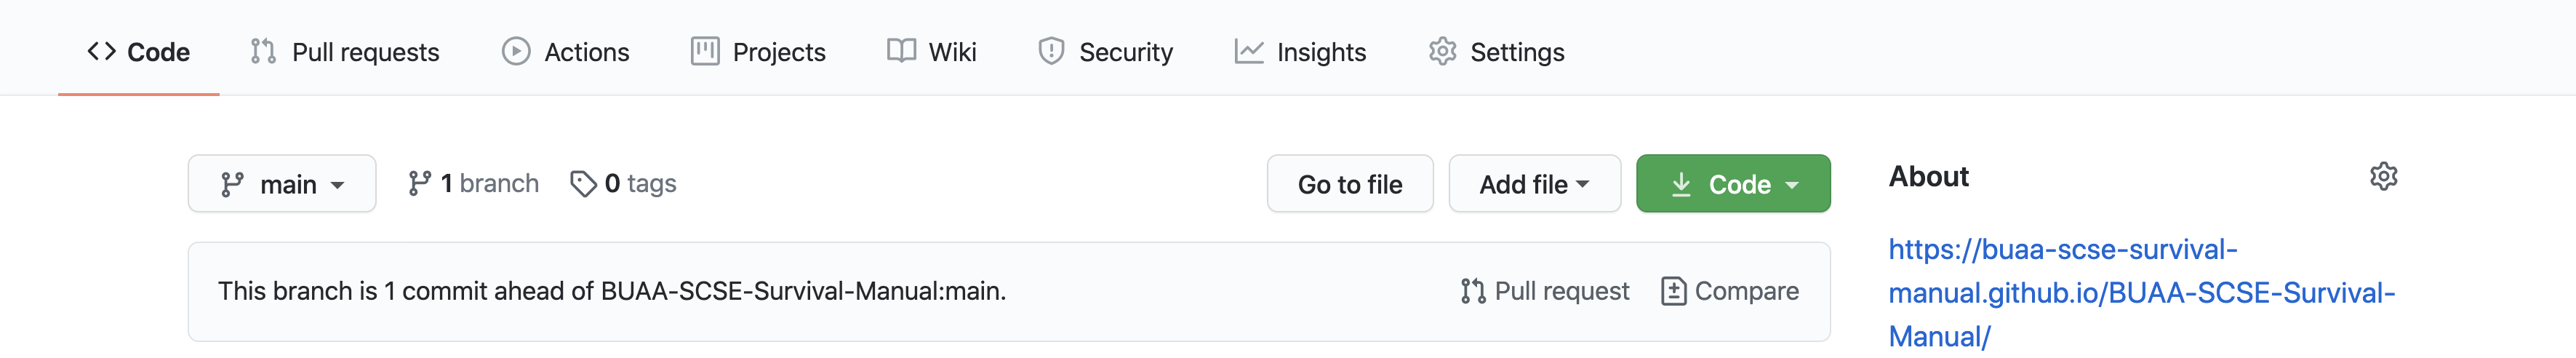 Code Pull requests Actions Projects Wiki Security Insights Settings
main 1 branch 0 tags Go to file Add file Code
This branch is 1 commit ahead of BUAA-SCSE-Survival-Manual:main. Pull request Compare
About
https://buaa-scse-survival-
manual.github.io/BUAA-SCSE-Survival-
Manual/